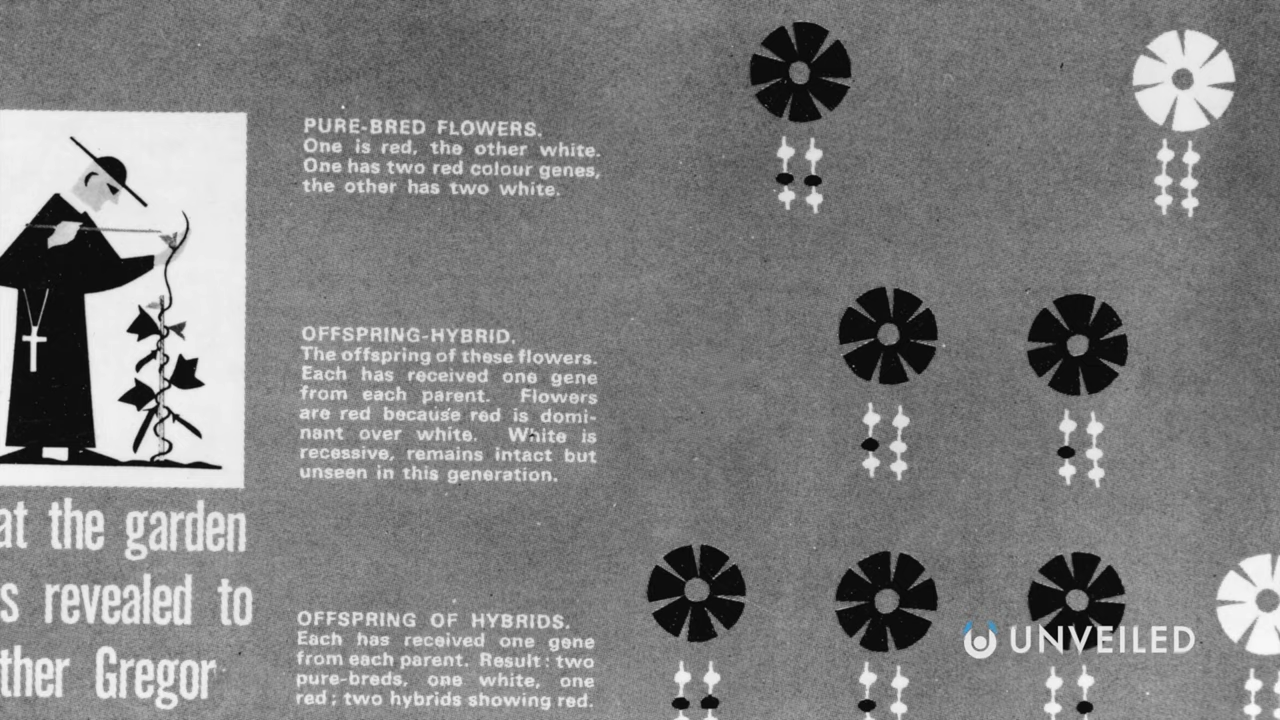 PURE-BRED FLOWERS.
One is red, the other white.
One has two red colour genes,
the other has two white.
OFFSPRING-HYBRID.
The offspring of these flowers.
Each has received one gene
from each parent. Flowers
are red because red is domi-
nant over white. White is
recessive, remains intact but
unseen in this generation.
at the garden
s revealed to
ther Gregor
OFFSPRING OF HYBRIDS.
Each has received one gene
from each parent. Result: two
pure-breds, one white, one
red; two hybrids showing red.
UNVEILED